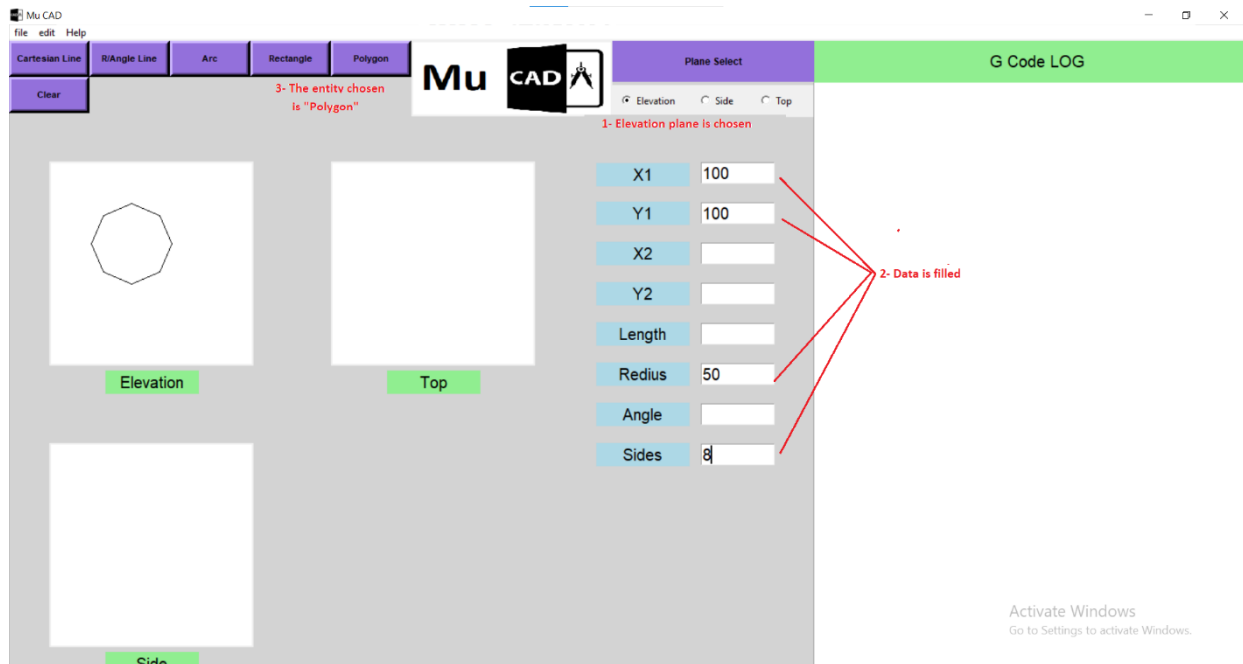 Mu CAD
file edit Help
Cartesian Line R/Angle Line Arc Rectangle Polygon
Clear
3- The entity chosen
is "Polygon"
Mu CAD
Plane Select
Elevation Side Top
1- Elevation plane is chosen
G Code LOG
X1 100
Y1 100
X2
Y2
Length
Redius 50
Angle
Sides 8
2- Data is filled
Elevation
Top
Side
Activate Windows
Go to Settings to activate Windows.